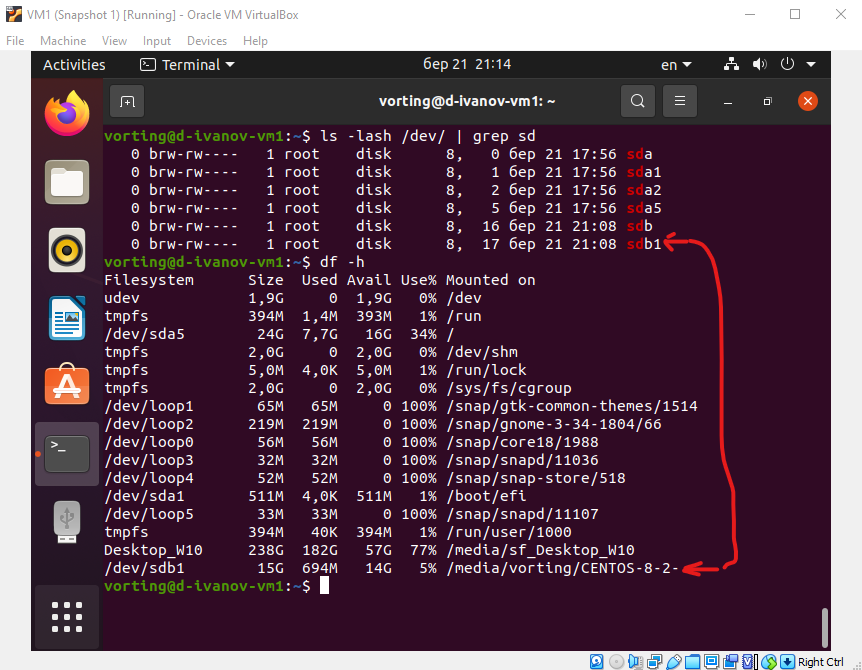 VM1 (Snapshot 1) [Running] - Oracle VM VirtualBox
File Machine View Input Devices Help
Activities Terminal бер 21 21:14 en
vorting@d-ivanov-vm1: ~
vorting@d-ivanov-vm1:~$ ls -lash /dev/ | grep sd
0 brw-rw---- 1 root disk 8, 0 бер 21 17:56 sda
0 brw-rw---- 1 root disk 8, 1 бер 21 17:56 sda1
0 brw-rw---- 1 root disk 8, 2 бер 21 17:56 sda2
0 brw-rw---- 1 root disk 8, 5 бер 21 17:56 sda5
0 brw-rw---- 1 root disk 8, 16 бер 21 21:08 sdb
0 brw-rw---- 1 root disk 8, 17 бер 21 21:08 sdb1
vorting@d-ivanov-vm1:~$ df -h
Filesystem Size Used Avail Use% Mounted on
udev 1,9G 0 1,9G 0% /dev
tmpfs 394M 1,4M 393M 1% /run
/dev/sda5 24G 7,7G 16G 34% /
tmpfs 2,0G 0 2,0G 0% /dev/shm
tmpfs 5,0M 4,0K 5,0M 1% /run/lock
tmpfs 2,0G 0 2,0G 0% /sys/fs/cgroup
/dev/loop1 65M 65M 0 100% /snap/gtk-common-themes/1514
/dev/loop2 219M 219M 0 100% /snap/gnome-3-34-1804/66
/dev/loop0 56M 56M 0 100% /snap/core18/1988
/dev/loop3 32M 32M 0 100% /snap/snapd/11036
/dev/loop4 52M 52M 0 100% /snap/snap-store/518
/dev/sda1 511M 4,0K 511M 1% /boot/efi
/dev/loop5 33M 33M 0 100% /snap/snapd/11107
tmpfs 394M 40K 394M 1% /run/user/1000
Desktop_W10 238G 182G 57G 77% /media/sf_Desktop_W10
/dev/sdb1 15G 694M 14G 5% /media/vorting/CENTOS-8-2-
vorting@d-ivanov-vm1:~$
Right Ctrl